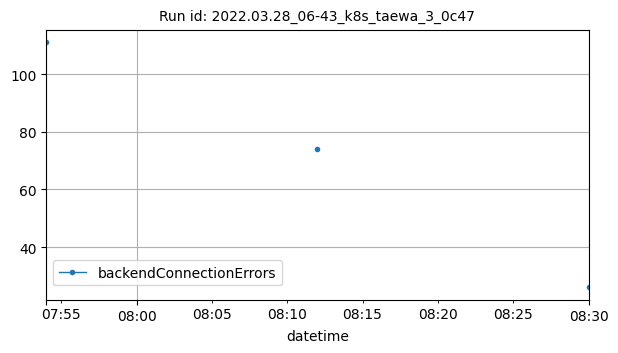 Run id: 2022.03.28_06-43_k8s_taewa_3_0c47
100
80
60
40
backendConnectionErrors
07:55 08:00 08:05 08:10 08:15 08:20 08:25 08:30
datetime